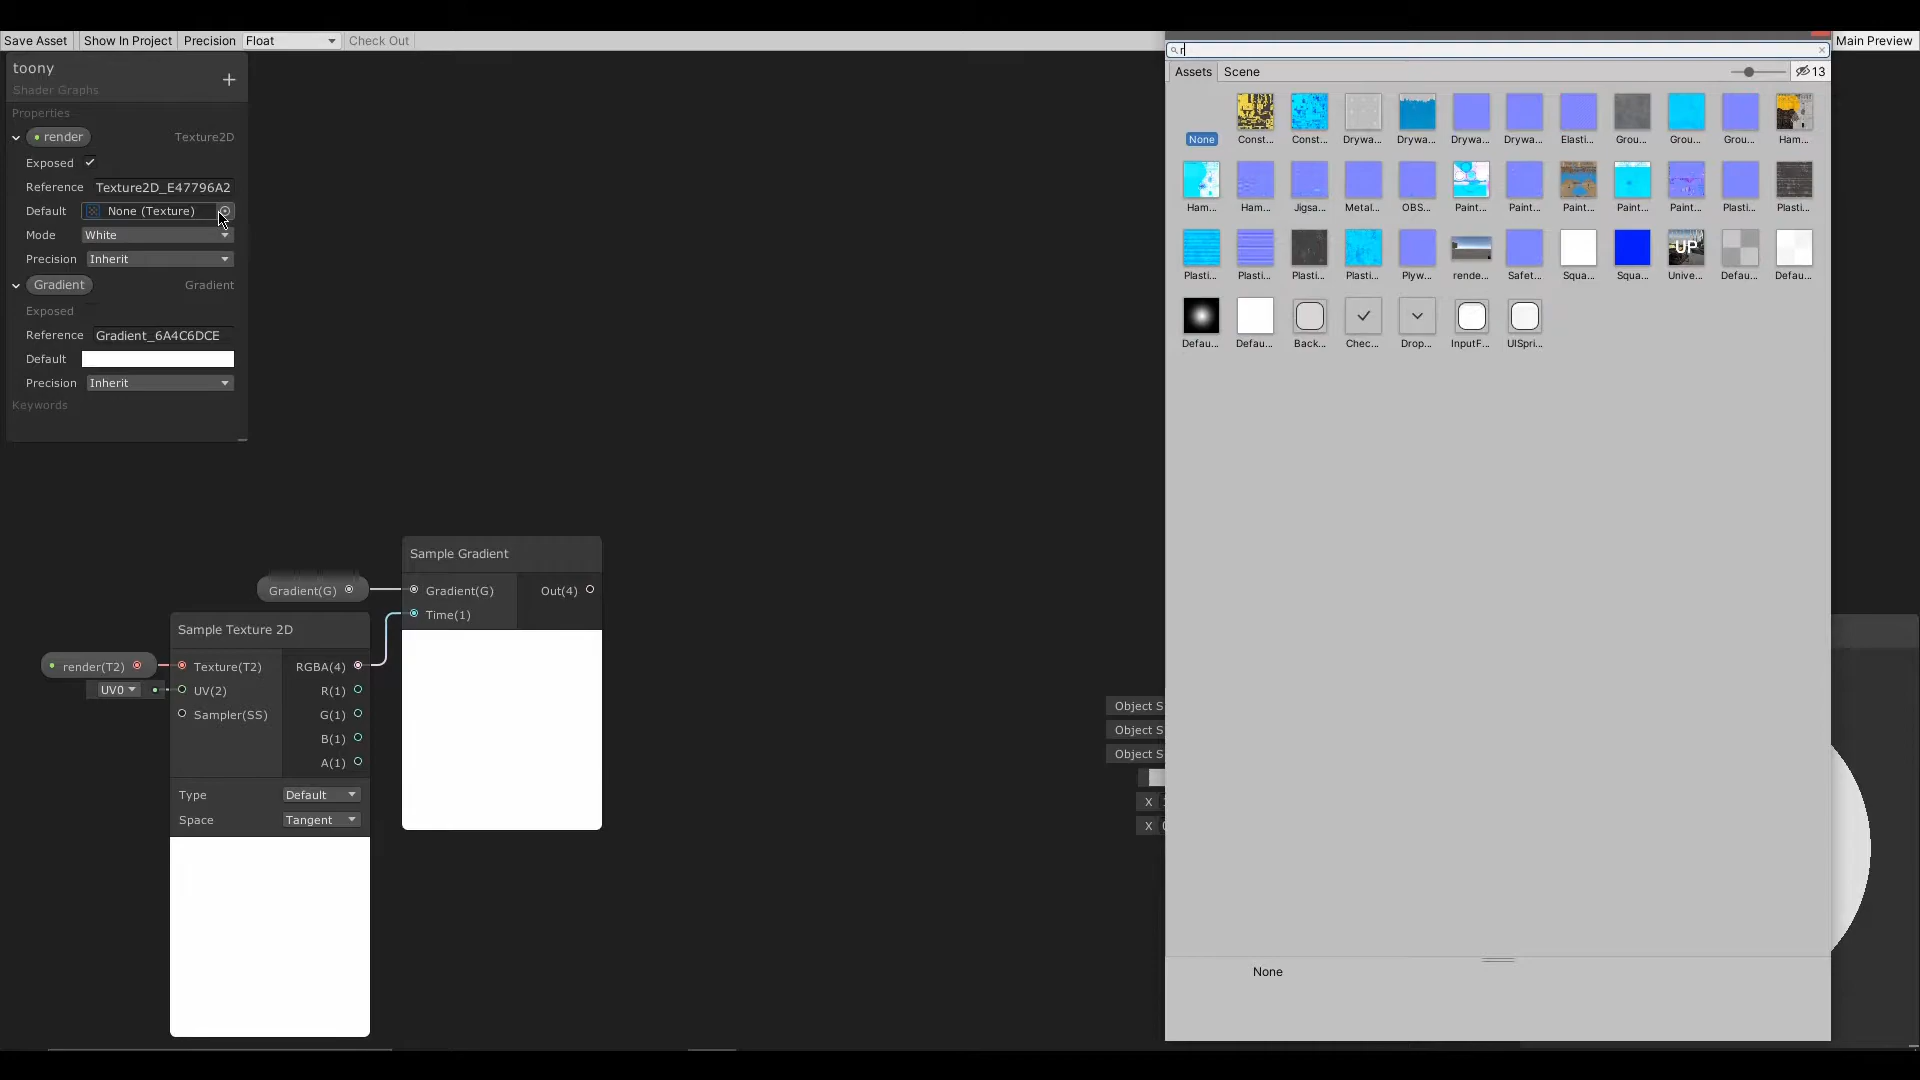 Save Asset Show In Project Precision Float Check Out Main Preview
toony
Shader Graphs
Properties
render Texture2D
Exposed
Reference Texture2D_E47796A2
Default None (Texture)
Mode White
Precision Inherit
Gradient Gradient
Exposed
Reference Gradient_6A4C6DCE
Default
Precision Inherit
Keywords
Sample Gradient
Gradient(G) Gradient(G) Out(4)
Time(1)
Sample Texture 2D
render(T2) Texture(T2) RGBA(4)
UV0 UV(2) R(1)
Sampler(SS) G(1)
B(1)
A(1)
Type Default
Space Tangent
Object S
Object S
Object S
X
X
r
Assets Scene 13
None Const... Const... Drywa... Drywa... Drywa... Drywa... Elasti... Grou... Grou... Grou... Ham...
Ham... Ham... Jigsa... Metal... OBS... Paint... Paint... Paint... Paint... Paint... Plasti... Plasti...
UP
Plasti... Plasti... Plasti... Plasti... Plyw... rende... Safet... Squa... Squa... Unive... Defau... Defau...
Defau... Defau... Back... Chec... Drop... InputF... UISpri...
None